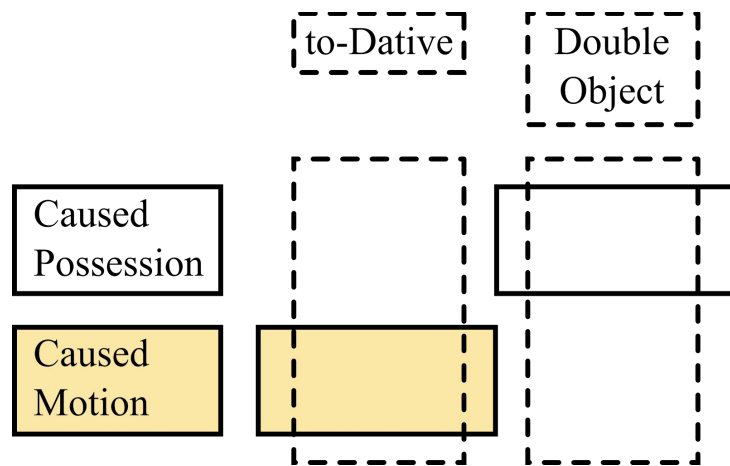 to-Dative
Double
Object
Caused
Possession
Caused
Motion